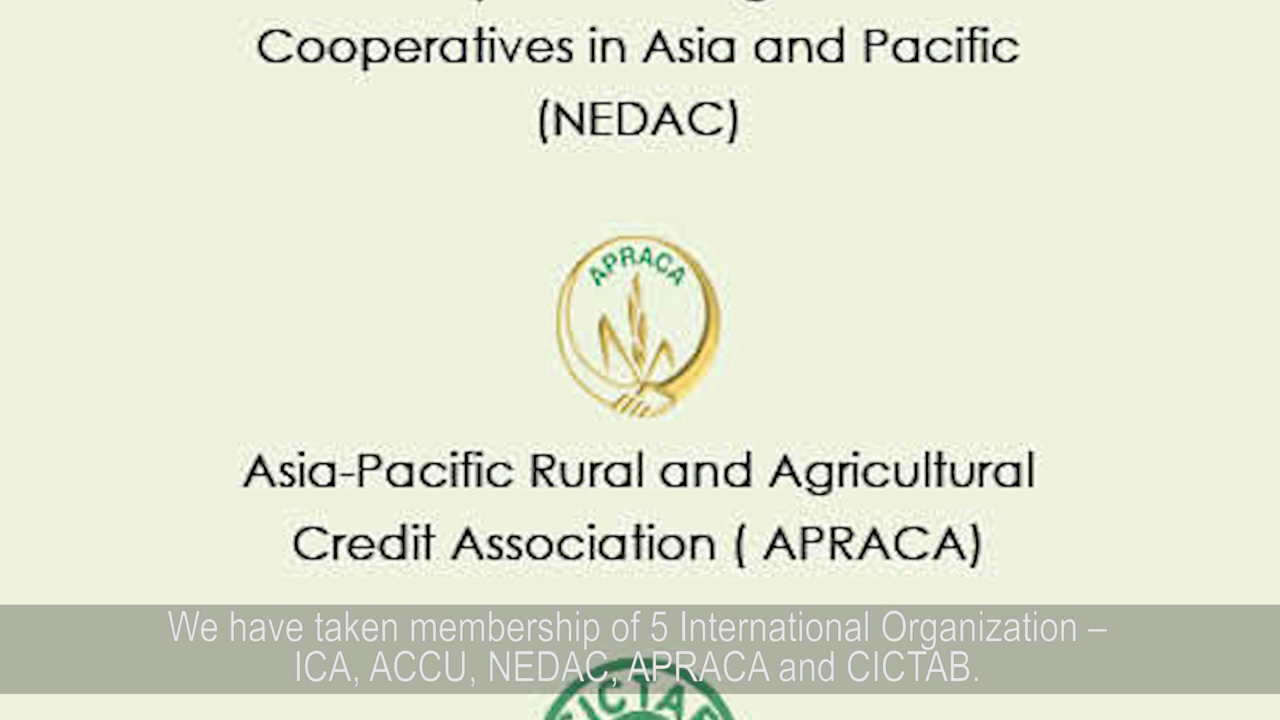 Cooperatives in Asia and Pacific
(NEDAC)
APRACA
Asia-Pacific Rural and Agricultural
Credit Association ( APRACA)
We have taken membership of 5 International Organization –
ICA, ACCU, NEDAC, APRACA and CICTAB.